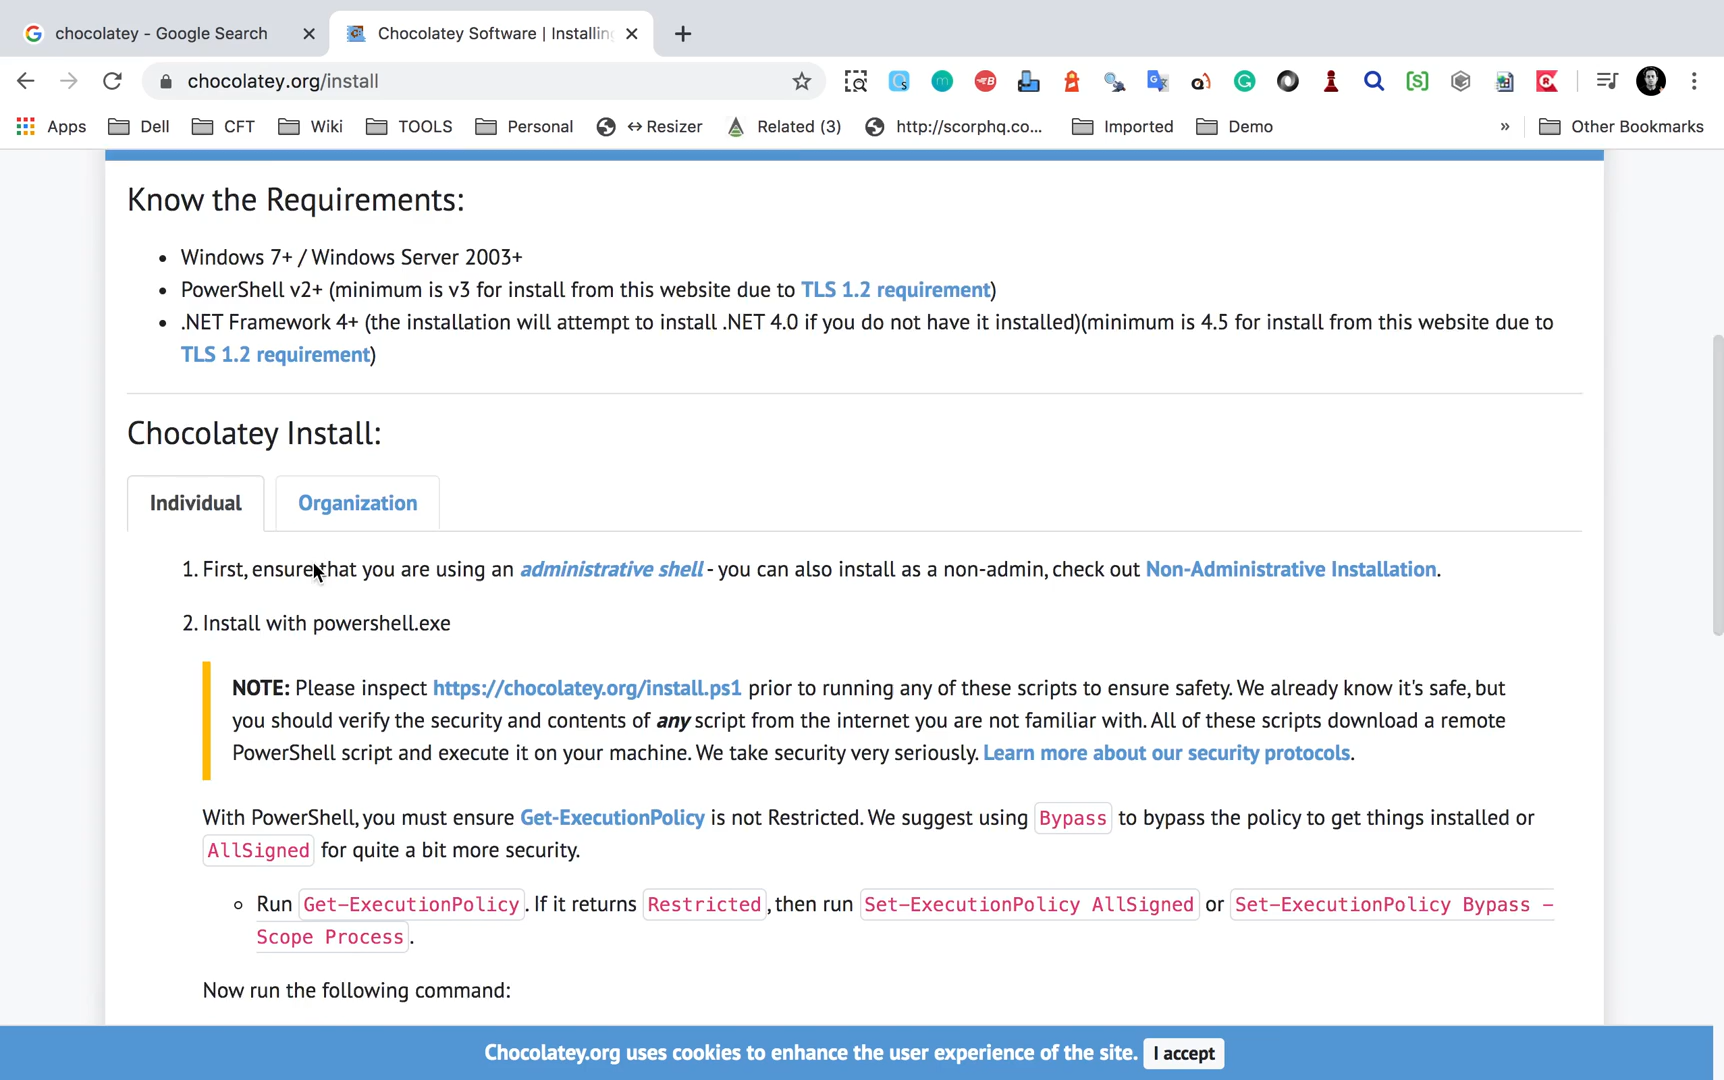 chocolatey - Google Search
Chocolatey Software | Installin
chocolatey.org/install
Apps Dell CFT Wiki TOOLS Personal ↔ Resizer Related (3) http://scorphq.co... Imported Demo » Other Bookmarks
Know the Requirements:
• Windows 7+ / Windows Server 2003+
• PowerShell v2+ (minimum is v3 for install from this website due to TLS 1.2 requirement)
• .NET Framework 4+ (the installation will attempt to install .NET 4.0 if you do not have it installed)(minimum is 4.5 for install from this website due to
TLS 1.2 requirement)
Chocolatey Install:
Individual Organization
1. First, ensure that you are using an administrative shell - you can also install as a non-admin, check out Non-Administrative Installation.
2. Install with powershell.exe
NOTE: Please inspect https://chocolatey.org/install.ps1 prior to running any of these scripts to ensure safety. We already know it's safe, but
you should verify the security and contents of any script from the internet you are not familiar with. All of these scripts download a remote
PowerShell script and execute it on your machine. We take security very seriously. Learn more about our security protocols.
With PowerShell, you must ensure Get-ExecutionPolicy is not Restricted. We suggest using Bypass to bypass the policy to get things installed or
AllSigned for quite a bit more security.
Run Get-ExecutionPolicy. If it returns Restricted, then run Set-ExecutionPolicy AllSigned or Set-ExecutionPolicy Bypass -
Scope Process.
Now run the following command:
Chocolatey.org uses cookies to enhance the user experience of the site. I accept